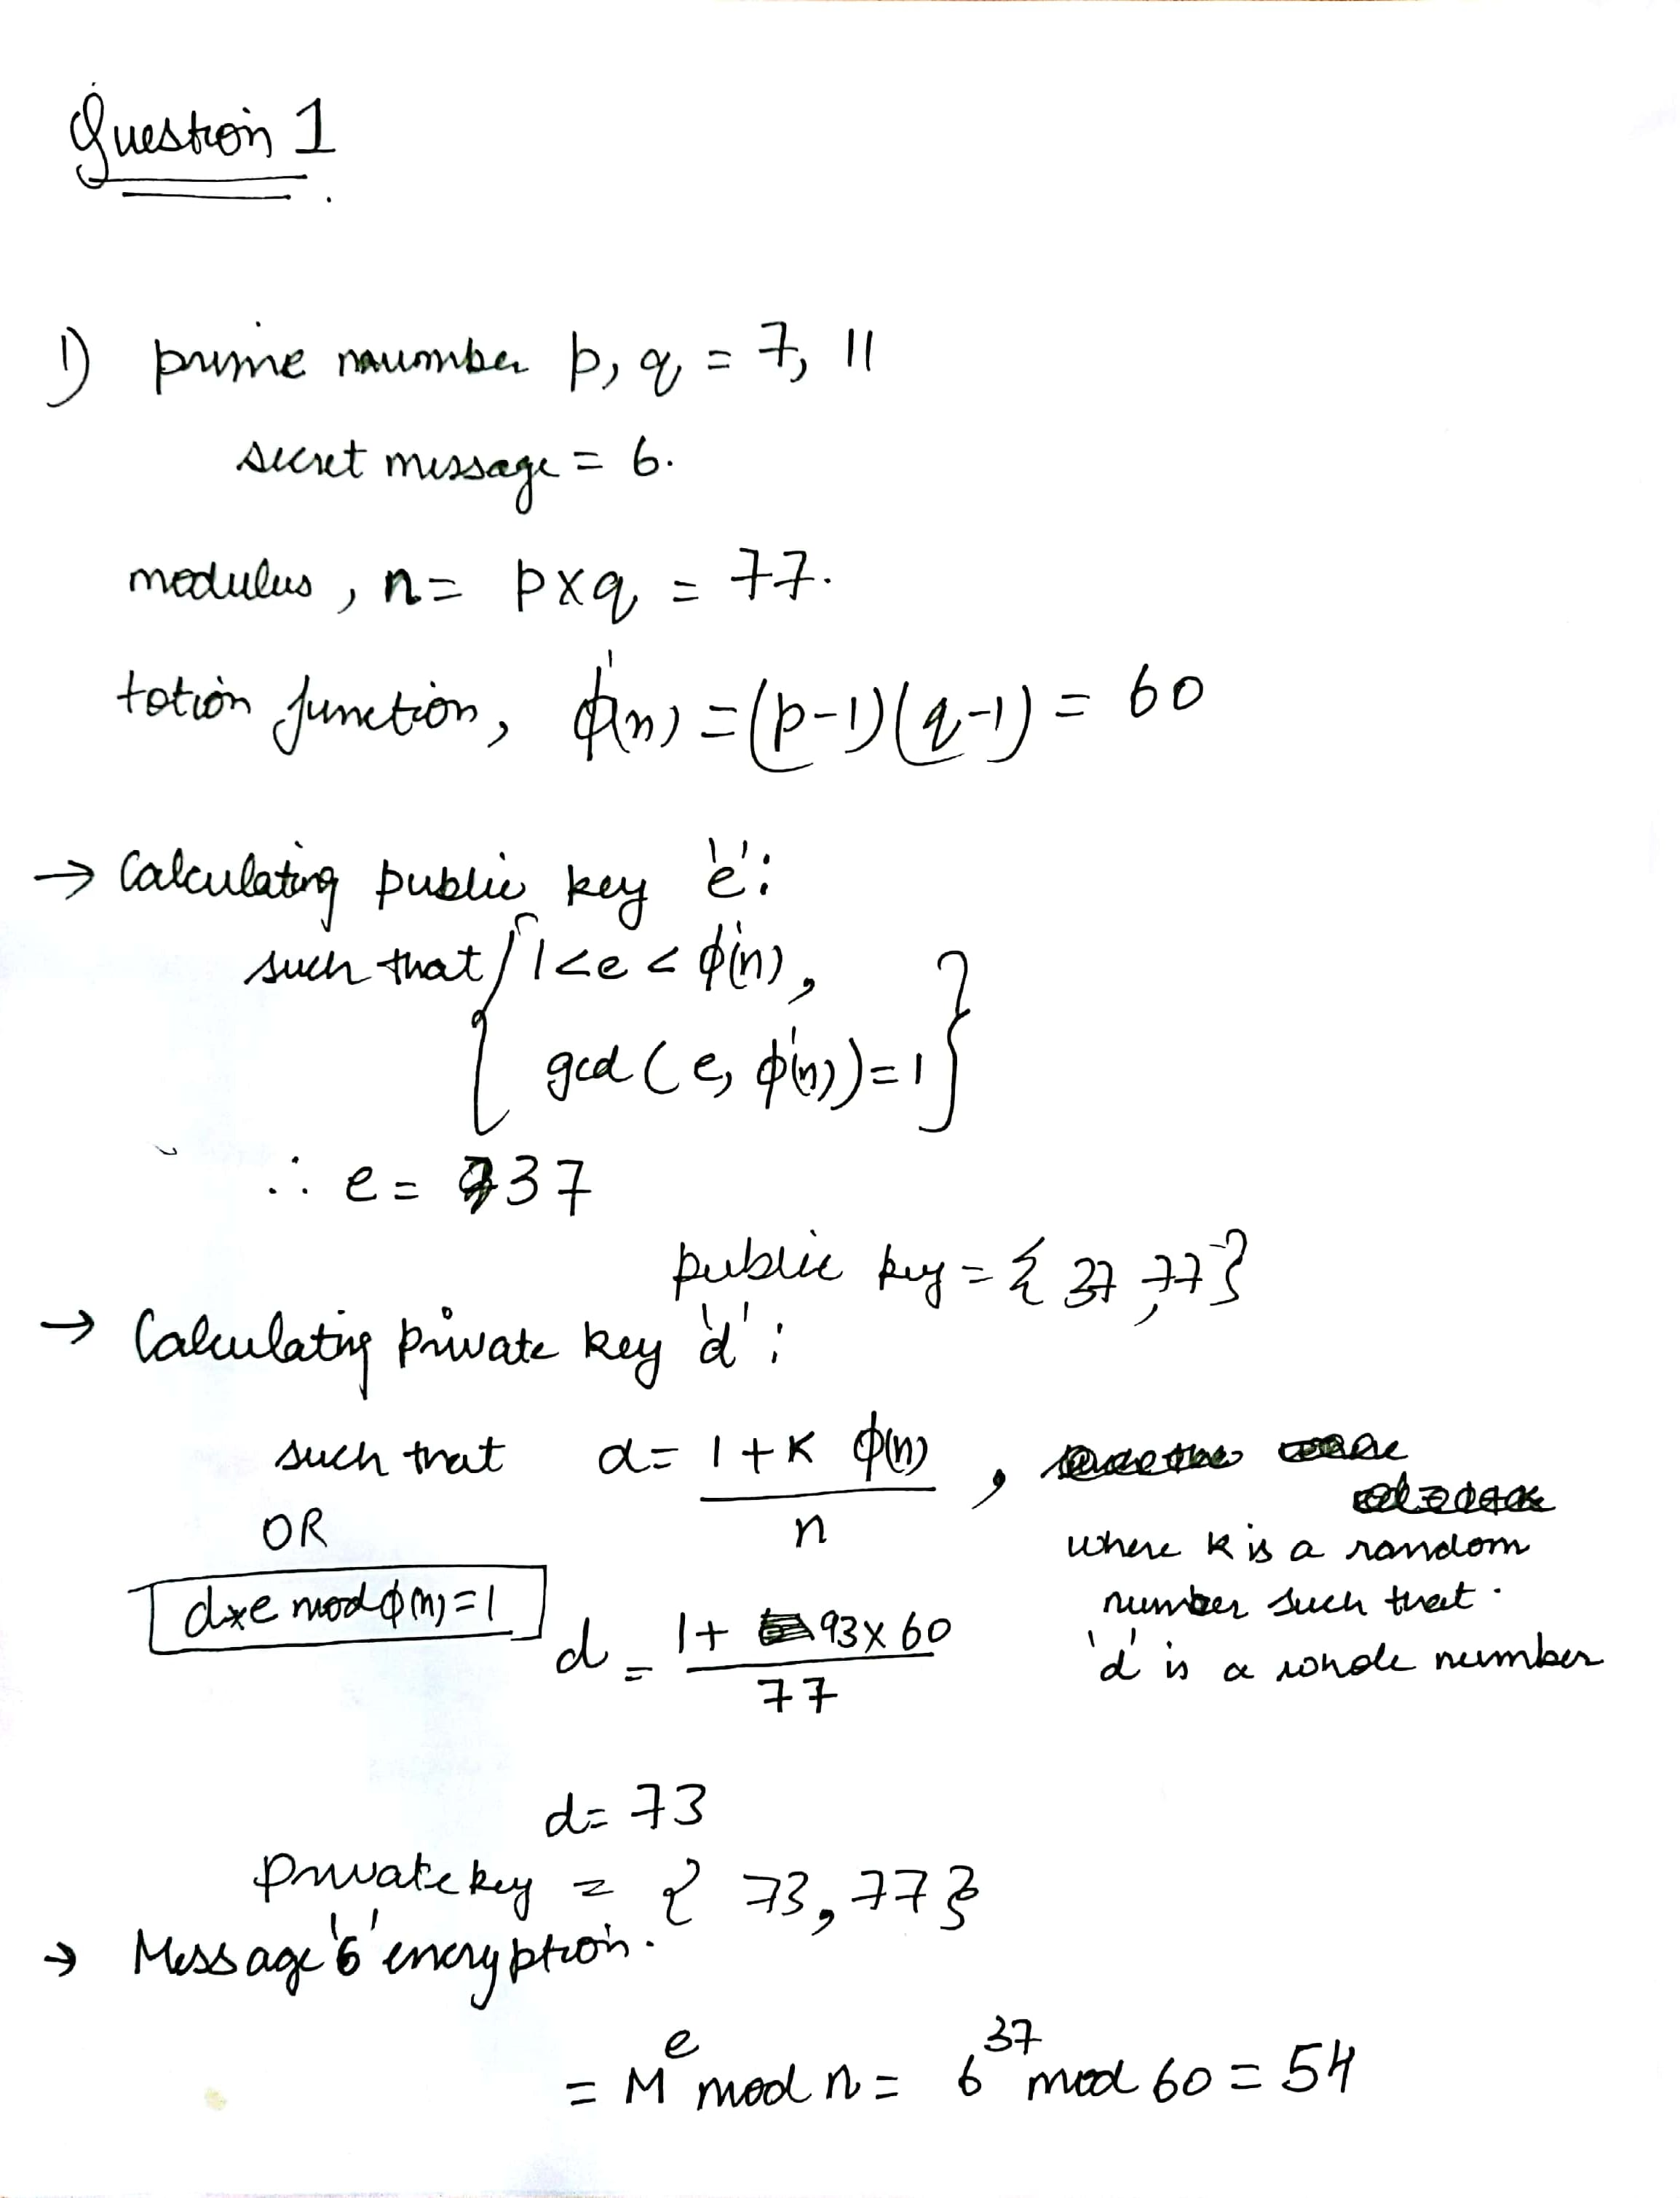 Question 1
1) prime number p, q = 7, 11
secret message = 6.
modulus, n = p x q = 77.
totion function, ϕ'(n) = (p-1)(q-1) = 60
→ Calculating public key 'e':
such that { 1 < e < ϕ'(n),
gcd (e, ϕ'(n)) = 1 }
∴ e = 37
public key = { 37, 77 }
→ Calculating private key 'd':
such that d = 1 + K ϕ(n) / n ,
where k is a random
OR
number such that.
d x e mod ϕ(n) = 1
d = 1 + 93 x 60 / 77
'd' is a whole number
d = 73
Private key = { 73, 77 }
→ Message '6' encryption.
= M^e mod n = 6^37 mod 60 = 54